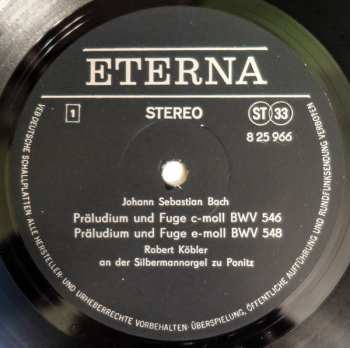 ETERNA
1
STEREO
ST 33
8 25 966
Johann Sebastian Bach
Präludium und Fuge c-moll BWV 546
Präludium und Fuge e-moll BWV 548
Robert Köbler
an der Silbermannorgel zu Ponitz
VEB DEUTSCHE SCHALLPLATTEN · ALLE HERSTELLER- UND URHEBERRECHTE VORBEHALTEN · ÜBERSPIELUNG, ÖFFENTLICHE AUFFÜHRUNG UND RUNDFUNKSENDUNG VERBOTEN